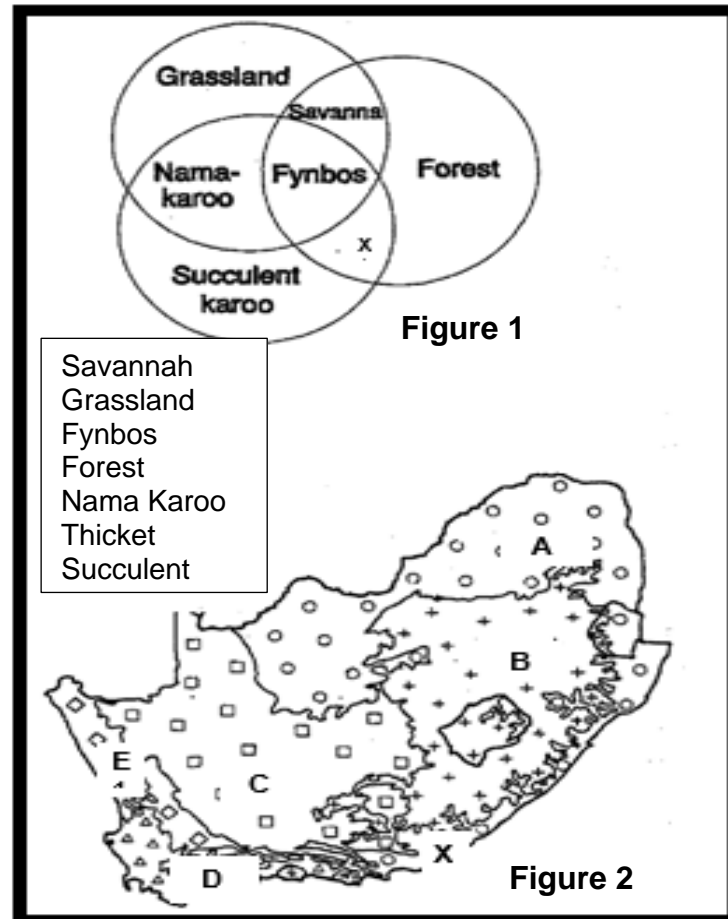 Grassland
Savanna
Nama-
karoo
Fynbos
Forest
x
Succulent
karoo
Figure 1
Savannah
Grassland
Fynbos
Forest
Nama Karoo
Thicket
Succulent
A
B
E
C
X
D
Figure 2